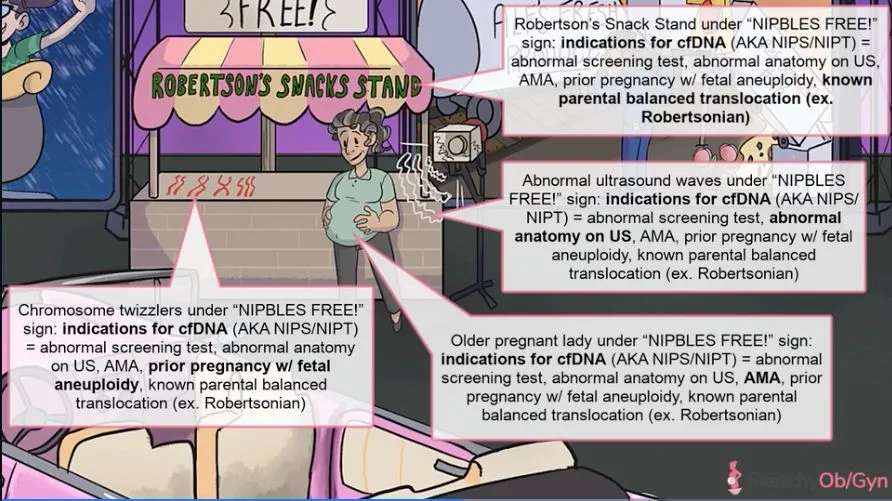 FREE!
ROBERTSON'S SNACKS STAND
Robertson's Snack Stand under "NIPBLES FREE!"
sign: indications for cfDNA (AKA NIPS/NIPT) =
abnormal screening test, abnormal anatomy on US,
AMA, prior pregnancy w/ fetal aneuploidy, known
parental balanced translocation (ex.
Robertsonian)
Abnormal ultrasound waves under "NIPBLES
FREE!" sign: indications for cfDNA (AKA NIPS/
NIPT) = abnormal screening test, abnormal
anatomy on US, AMA, prior pregnancy w/ fetal
aneuploidy, known parental balanced
translocation (ex. Robertsonian)
Chromosome twizzlers under "NIPBLES FREE!"
sign: indications for cfDNA (AKA NIPS/NIPT)
= abnormal screening test, abnormal anatomy
on US, AMA, prior pregnancy w/ fetal
aneuploidy, known parental balanced
translocation (ex. Robertsonian)
Older pregnant lady under "NIPBLES FREE!" sign:
indications for cfDNA (AKA NIPS/NIPT) = abnormal
screening test, abnormal anatomy on US, AMA, prior
pregnancy w/ fetal aneuploidy, known parental
balanced translocation (ex. Robertsonian)
SketchyOb/Gyn